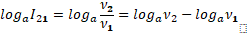 log_a I_21 = log_a ν_2/ν_1 = log_a ν_2 − log_a ν_1